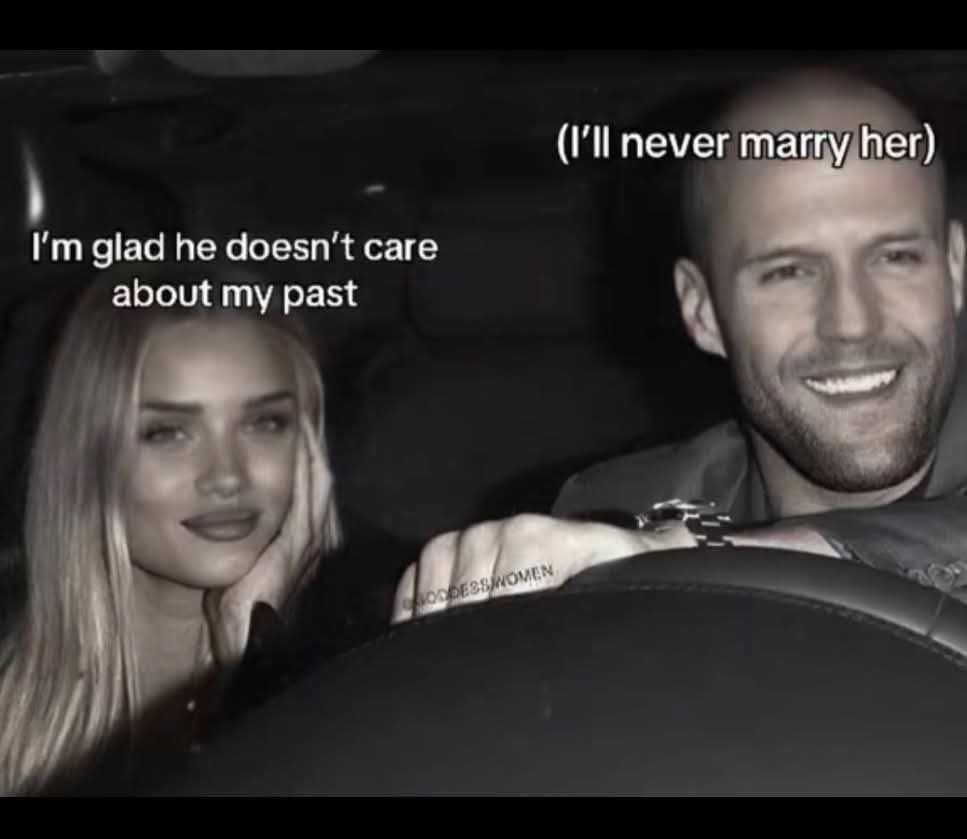 (I'll never marry her)
I'm glad he doesn't care
about my past
@GODDESSWOMEN